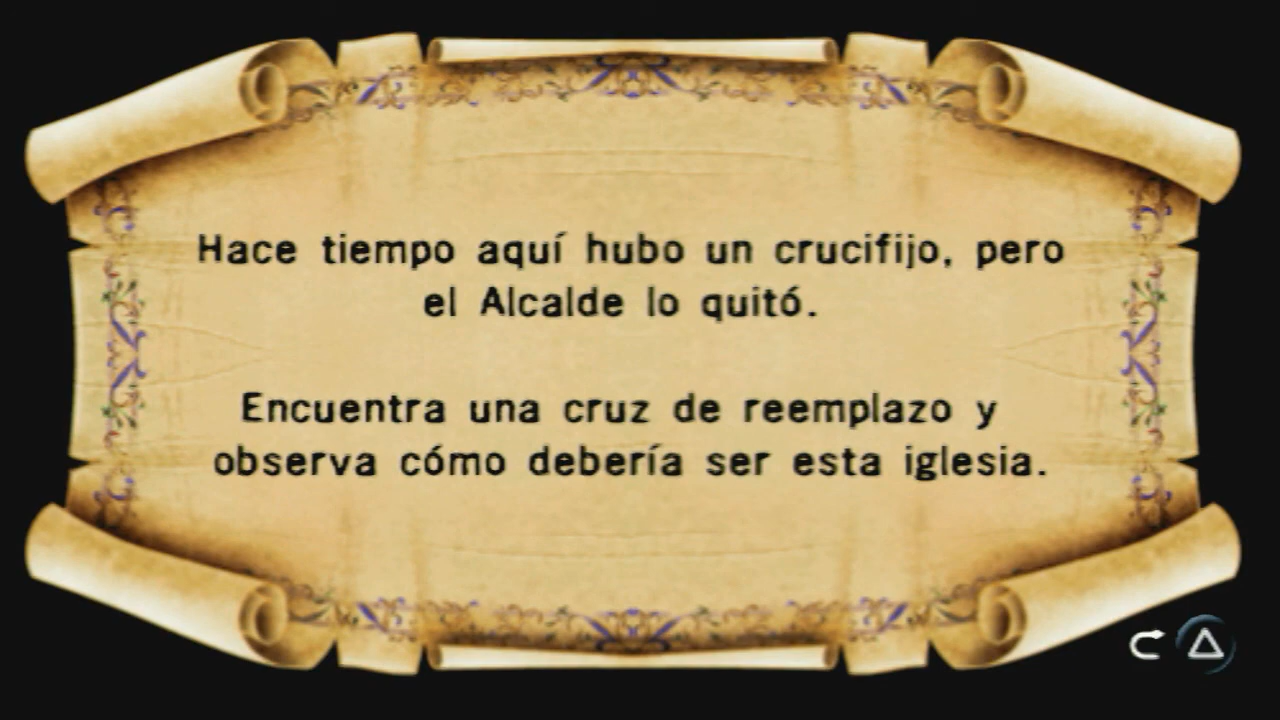 Hace tiempo aquí hubo un crucifijo, pero
el Alcalde lo quitó.
Encuentra una cruz de reemplazo y
observa cómo debería ser esta iglesia.